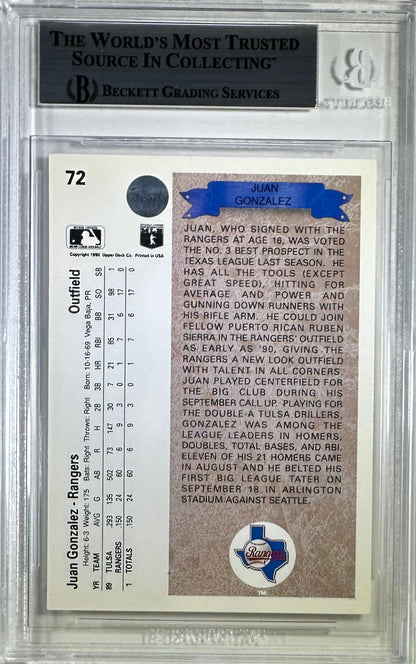 THE WORLD'S MOST TRUSTED
SOURCE IN COLLECTING™
BECKETT GRADING SERVICES
72
Copyright 1990 Upper Deck Co. Printed in USA
JUAN
GONZALEZ
JUAN, WHO SIGNED WITH THE
RANGERS AT AGE 16, WAS VOTED
THE NO. 3 BEST PROSPECT IN THE
TEXAS LEAGUE LAST SEASON. HE
HAS ALL THE TOOLS (EXCEPT
GREAT SPEED), HITTING FOR
AVERAGE AND POWER AND
GUNNING DOWN RUNNERS WITH
HIS RIFLE ARM. HE COULD JOIN
FELLOW PUERTO RICAN RUBEN
SIERRA IN THE RANGERS' OUTFIELD
AS EARLY AS '90, GIVING THE
RANGERS A NEW LOOK OUTFIELD
WITH TALENT IN ALL CORNERS.
JUAN PLAYED CENTERFIELD FOR
THE BIG CLUB DURING HIS
SEPTEMBER CALL UP. PLAYING FOR
THE DOUBLE-A TULSA DRILLERS,
GONZALEZ WAS AMONG THE
LEAGUE LEADERS IN HOMERS,
DOUBLES, TOTAL BASES, AND RBI.
ELEVEN OF HIS 21 HOMERS CAME
IN AUGUST AND HE BELTED HIS
FIRST BIG LEAGUE TATER ON
SEPTEMBER 18 IN ARLINGTON
STADIUM AGAINST SEATTLE.
Rangers
TM
Juan Gonzalez - Rangers Outfield
Height: 6-3 Weight: 175 Bats: Right Throws: Right Born: 10-16-69 Vega Baja, PR
YR TEAM AVG G AB R H 2B 3B HR RBI BB SO SB
89 TULSA .293 135 502 73 147 30 7 21 85 31 98 1
RANGERS .150 24 60 6 9 3 0 1 7 6 17 0
1 TOTALS .150 24 60 6 9 3 0 1 7 6 17 0